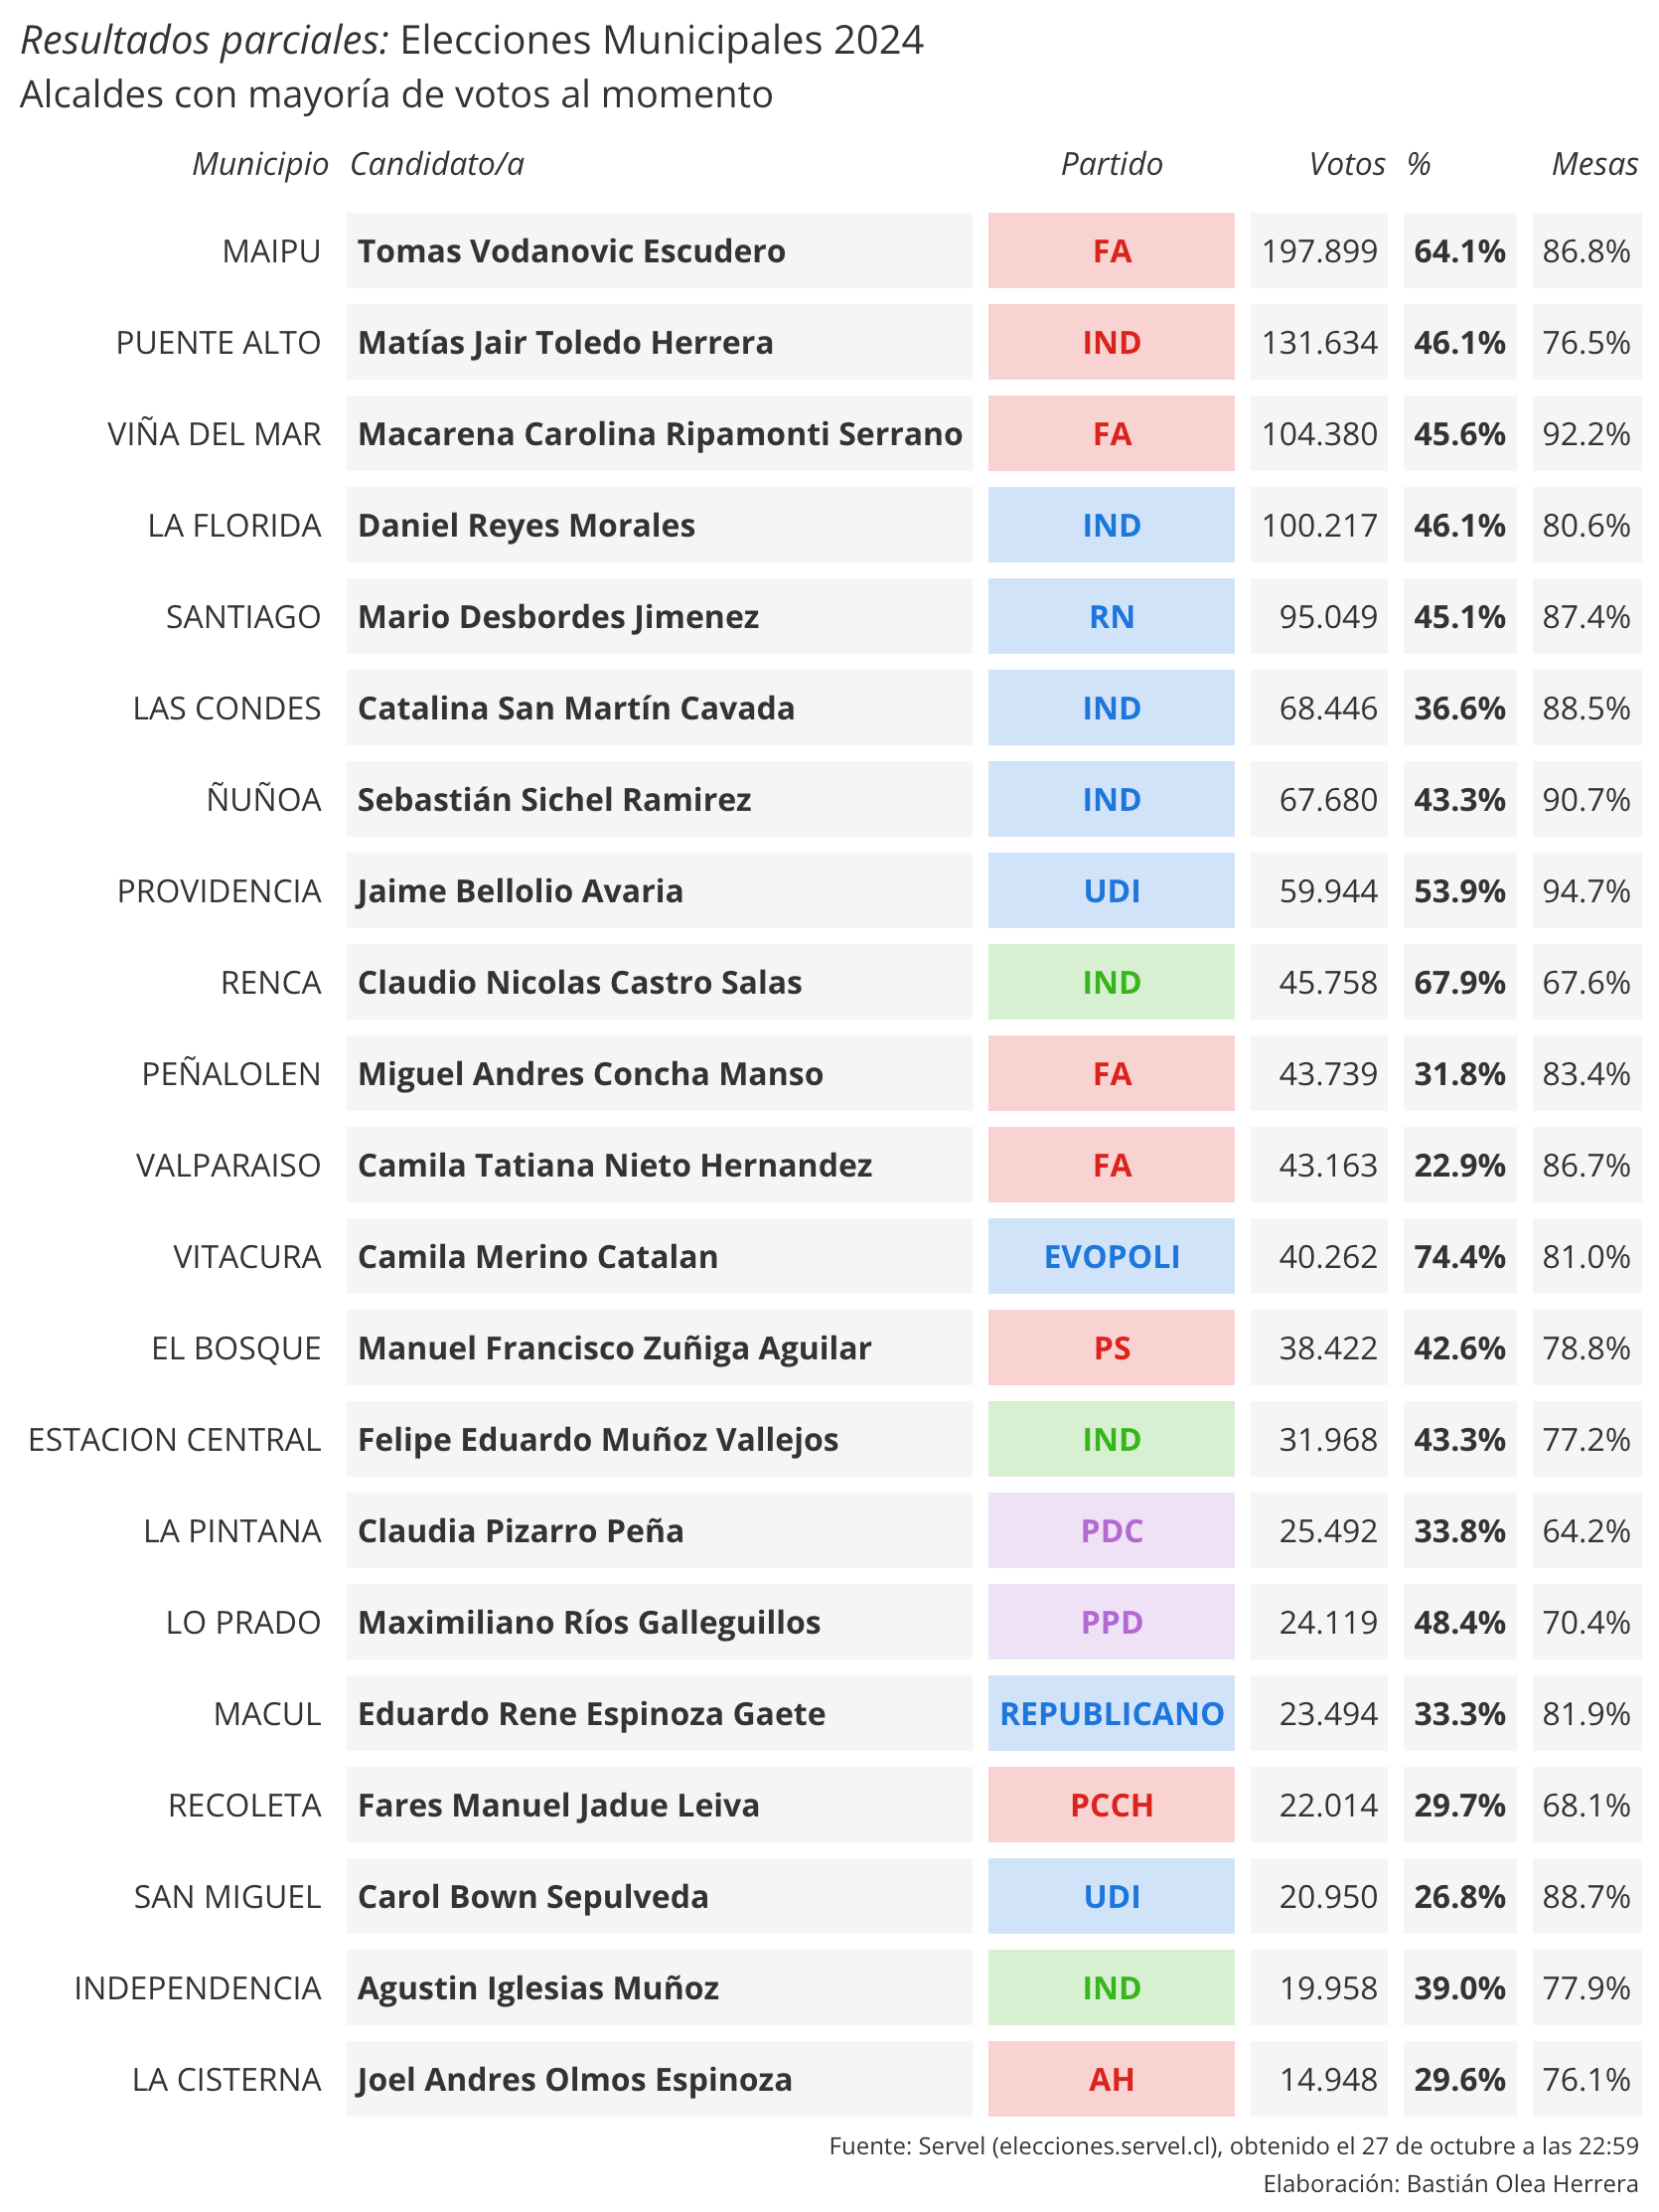 Resultados parciales: Elecciones Municipales 2024
Alcaldes con mayoría de votos al momento
Municipio Candidato/a Partido Votos % Mesas
MAIPU Tomas Vodanovic Escudero FA 197.899 64.1% 86.8%
PUENTE ALTO Matías Jair Toledo Herrera IND 131.634 46.1% 76.5%
VIÑA DEL MAR Macarena Carolina Ripamonti Serrano FA 104.380 45.6% 92.2%
LA FLORIDA Daniel Reyes Morales IND 100.217 46.1% 80.6%
SANTIAGO Mario Desbordes Jimenez RN 95.049 45.1% 87.4%
LAS CONDES Catalina San Martín Cavada IND 68.446 36.6% 88.5%
ÑUÑOA Sebastián Sichel Ramirez IND 67.680 43.3% 90.7%
PROVIDENCIA Jaime Bellolio Avaria UDI 59.944 53.9% 94.7%
RENCA Claudio Nicolas Castro Salas IND 45.758 67.9% 67.6%
PEÑALOLEN Miguel Andres Concha Manso FA 43.739 31.8% 83.4%
VALPARAISO Camila Tatiana Nieto Hernandez FA 43.163 22.9% 86.7%
VITACURA Camila Merino Catalan EVOPOLI 40.262 74.4% 81.0%
EL BOSQUE Manuel Francisco Zuñiga Aguilar PS 38.422 42.6% 78.8%
ESTACION CENTRAL Felipe Eduardo Muñoz Vallejos IND 31.968 43.3% 77.2%
LA PINTANA Claudia Pizarro Peña PDC 25.492 33.8% 64.2%
LO PRADO Maximiliano Ríos Galleguillos PPD 24.119 48.4% 70.4%
MACUL Eduardo Rene Espinoza Gaete REPUBLICANO 23.494 33.3% 81.9%
RECOLETA Fares Manuel Jadue Leiva PCCH 22.014 29.7% 68.1%
SAN MIGUEL Carol Bown Sepulveda UDI 20.950 26.8% 88.7%
INDEPENDENCIA Agustin Iglesias Muñoz IND 19.958 39.0% 77.9%
LA CISTERNA Joel Andres Olmos Espinoza AH 14.948 29.6% 76.1%
Fuente: Servel (elecciones.servel.cl), obtenido el 27 de octubre a las 22:59
Elaboración: Bastián Olea Herrera